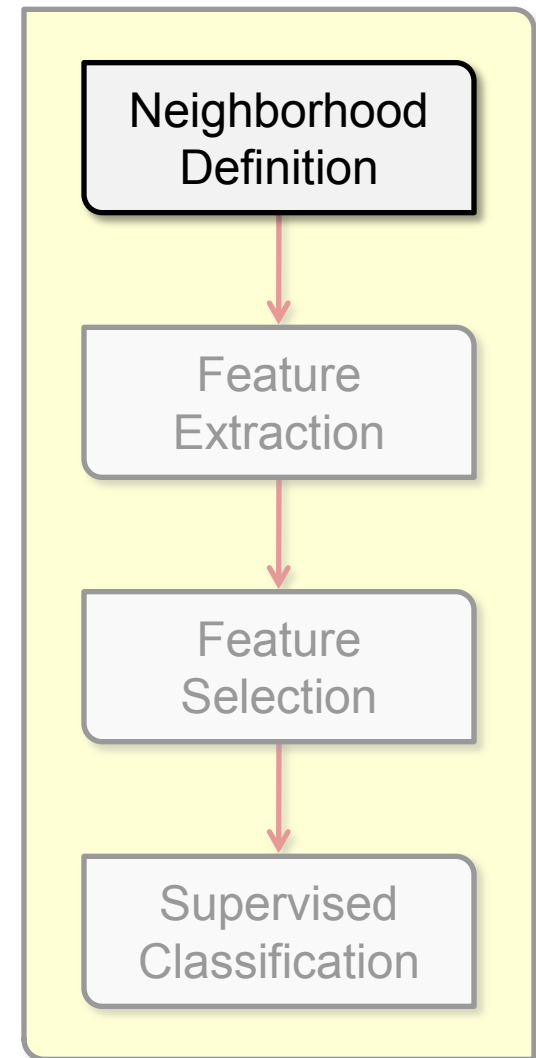 Neighborhood
Definition
Feature
Extraction
Feature
Selection
Supervised
Classification